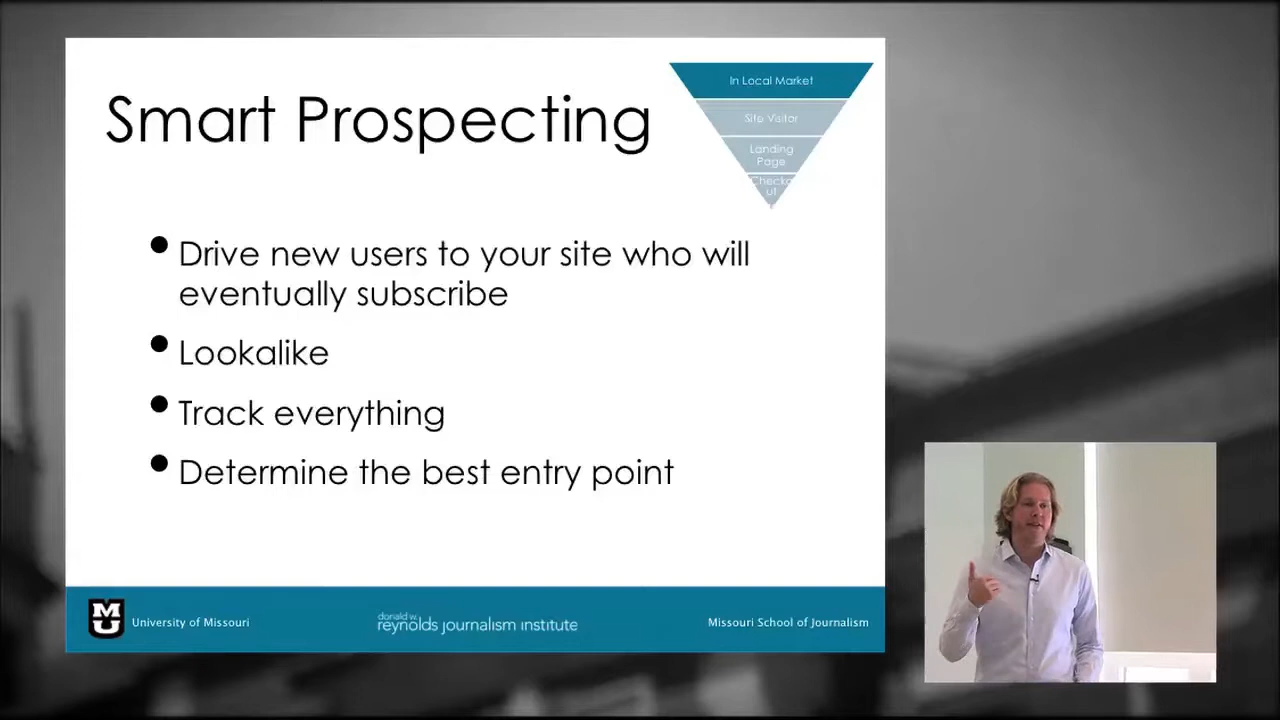 Smart Prospecting
In Local Market
Site Visitor
Landing
Page
Checko
ut
• Drive new users to your site who will
eventually subscribe
• Lookalike
• Track everything
• Determine the best entry point
MU
University of Missouri
donald w.
reynolds journalism institute
Missouri School of Journalism